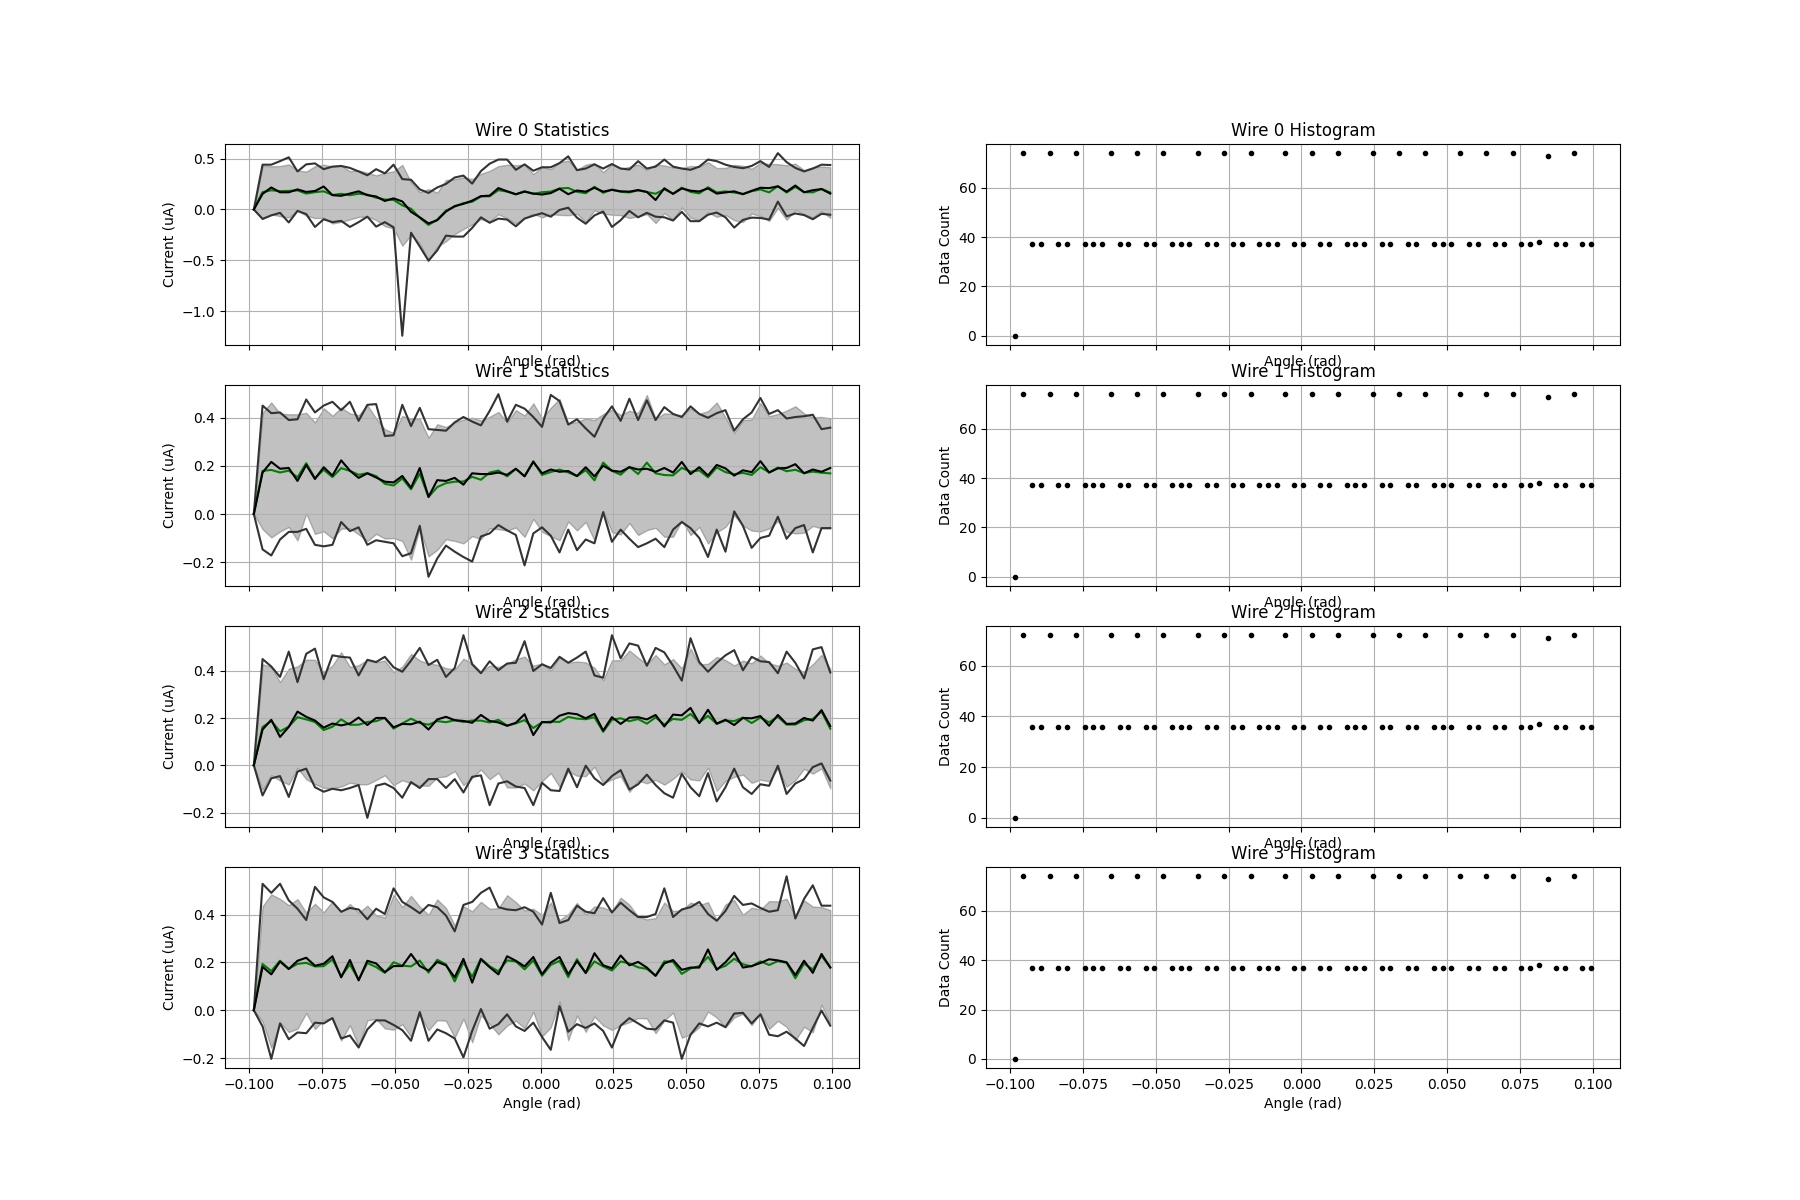 Wire 0 Statistics
Current (uA)
0.5
0.0
−0.5
−1.0
Angle (rad)
Wire 0 Histogram
Data Count
60
40
20
0
Angle (rad)
Wire 1 Statistics
Current (uA)
0.4
0.2
0.0
−0.2
Angle (rad)
Wire 1 Histogram
Data Count
60
40
20
0
Angle (rad)
Wire 2 Statistics
Current (uA)
0.4
0.2
0.0
−0.2
Angle (rad)
Wire 2 Histogram
Data Count
60
40
20
0
Angle (rad)
Wire 3 Statistics
Current (uA)
0.4
0.2
0.0
−0.2
−0.100 −0.075 −0.050 −0.025 0.000 0.025 0.050 0.075 0.100
Angle (rad)
Wire 3 Histogram
Data Count
60
40
20
0
−0.100 −0.075 −0.050 −0.025 0.000 0.025 0.050 0.075 0.100
Angle (rad)